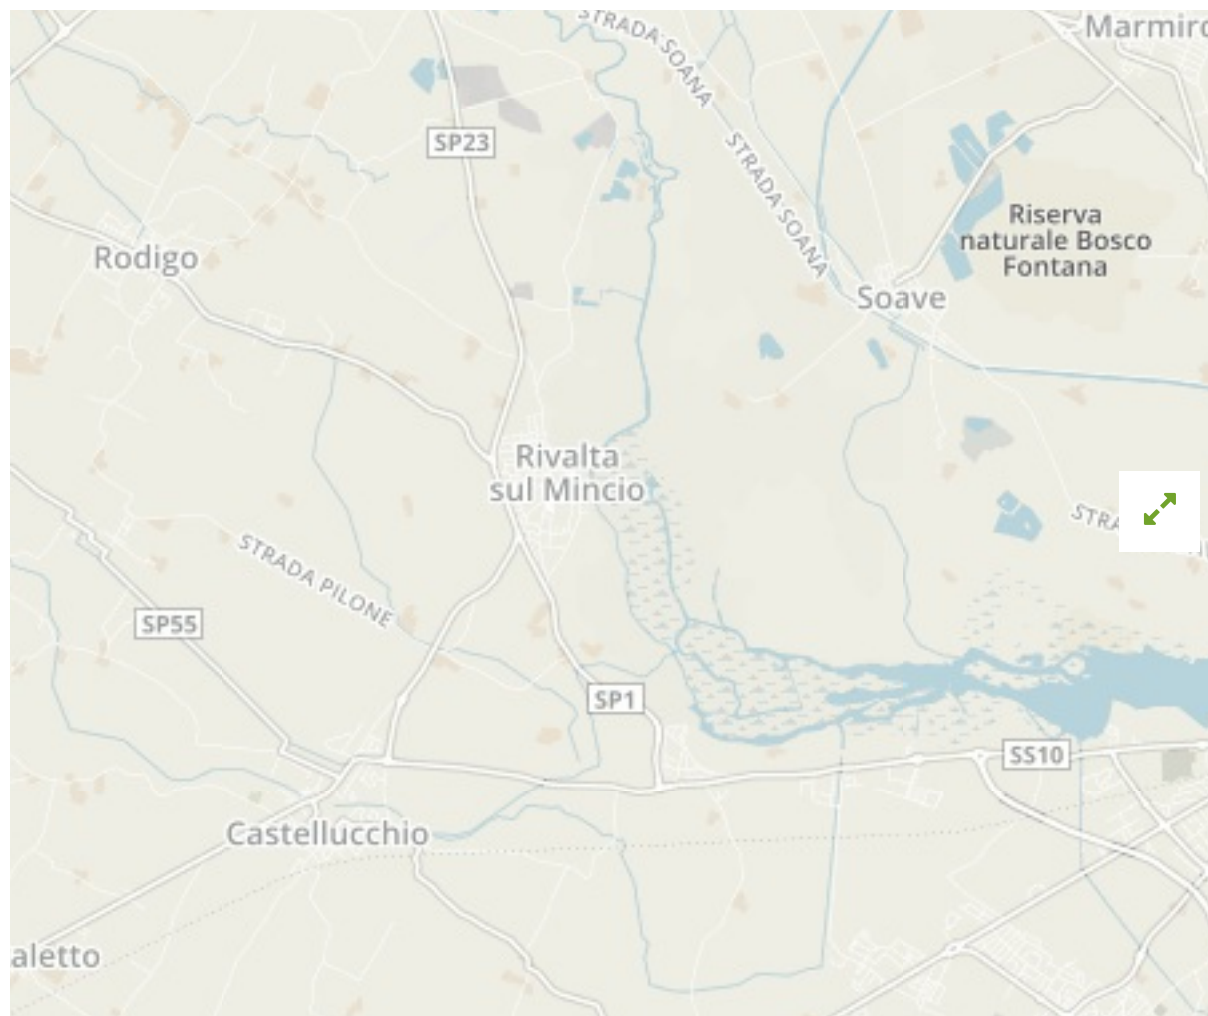 STRADA SOANA
Marmiro
SP23
STRADA SOANA
Riserva
naturale Bosco
Fontana
Rodigo
Soave
Rivalta
sul Mincio
STRA
STRADA PILONE
SP55
SP1
SS10
Castellucchio
aletto